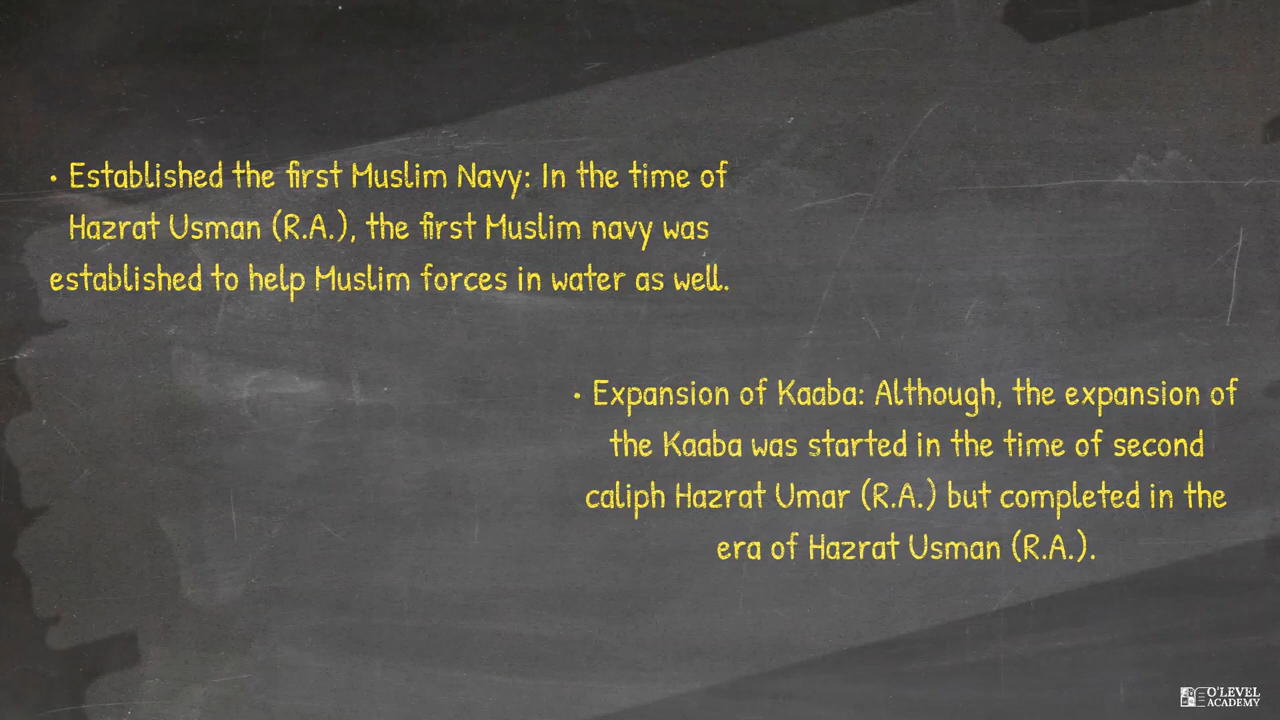 • Established the first Muslim Navy: In the time of
Hazrat Usman (R.A.), the first Muslim navy was
established to help Muslim forces in water as well.
• Expansion of Kaaba: Although, the expansion of
the Kaaba was started in the time of second
caliph Hazrat Umar (R.A.) but completed in the
era of Hazrat Usman (R.A.).
O'LEVEL
ACADEMY